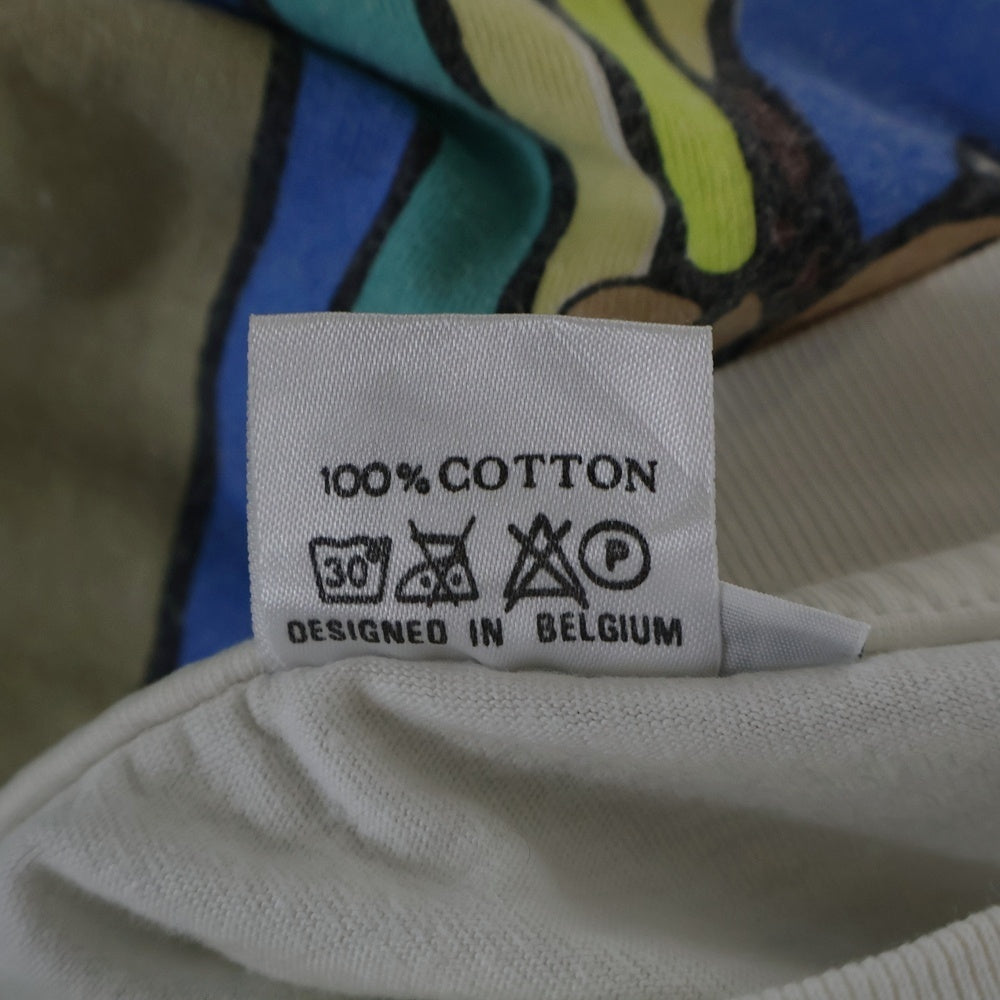 100% COTTON
30° P
DESIGNED IN BELGIUM